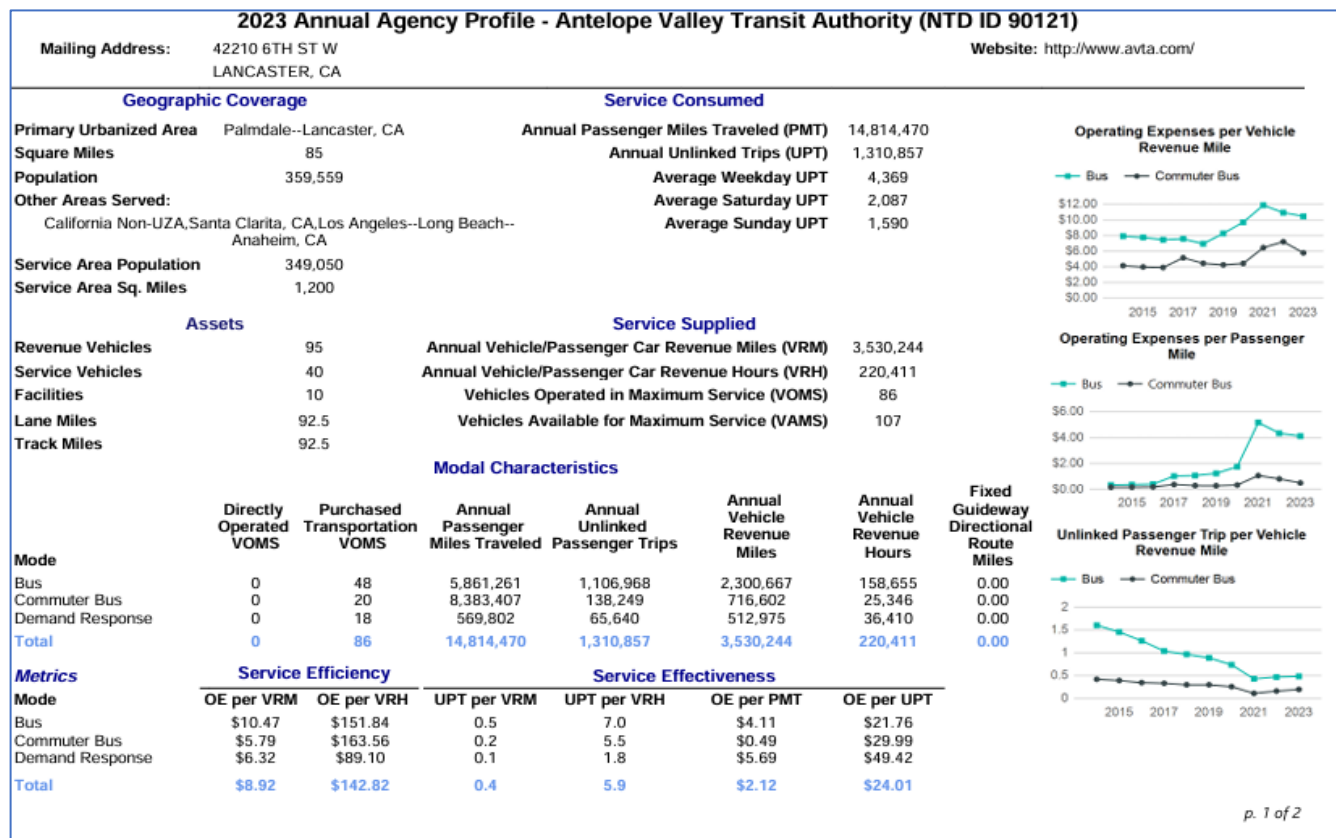 2023 Annual Agency Profile - Antelope Valley Transit Authority (NTD ID 90121)
Mailing Address: 42210 6TH ST W
LANCASTER, CA
Website: http://www.avta.com/
Geographic Coverage
Primary Urbanized Area Palmdale--Lancaster, CA
Square Miles 85
Population 359,559
Other Areas Served:
California Non-UZA,Santa Clarita, CA,Los Angeles--Long Beach--
Anaheim, CA
Service Area Population 349,050
Service Area Sq. Miles 1,200
Service Consumed
Annual Passenger Miles Traveled (PMT) 14,814,470
Annual Unlinked Trips (UPT) 1,310,857
Average Weekday UPT 4,369
Average Saturday UPT 2,087
Average Sunday UPT 1,590
Assets
Revenue Vehicles 95
Service Vehicles 40
Facilities 10
Lane Miles 92.5
Track Miles 92.5
Service Supplied
Annual Vehicle/Passenger Car Revenue Miles (VRM) 3,530,244
Annual Vehicle/Passenger Car Revenue Hours (VRH) 220,411
Vehicles Operated in Maximum Service (VOMS) 86
Vehicles Available for Maximum Service (VAMS) 107
Operating Expenses per Vehicle
Revenue Mile
Bus Commuter Bus
$12.00
$10.00
$8.00
$6.00
$4.00
$2.00
$0.00
2015 2017 2019 2021 2023
Operating Expenses per Passenger
Mile
Bus Commuter Bus
$6.00
$4.00
$2.00
$0.00
2015 2017 2019 2021 2023
Unlinked Passenger Trip per Vehicle
Revenue Mile
Bus Commuter Bus
2
1.5
1
0.5
0
2015 2017 2019 2021 2023
Modal Characteristics
Mode
Directly
Operated
VOMS
Purchased
Transportation
VOMS
Annual
Passenger
Miles Traveled
Annual
Unlinked
Passenger Trips
Annual
Vehicle
Revenue
Miles
Annual
Vehicle
Revenue
Hours
Fixed
Guideway
Directional
Route
Miles
Bus 0 48 5,861,261 1,106,968 2,300,667 158,655 0.00
Commuter Bus 0 20 8,383,407 138,249 716,602 25,346 0.00
Demand Response 0 18 569,802 65,640 512,975 36,410 0.00
Total 0 86 14,814,470 1,310,857 3,530,244 220,411 0.00
Metrics Service Efficiency Service Effectiveness
Mode OE per VRM OE per VRH UPT per VRM UPT per VRH OE per PMT OE per UPT
Bus $10.47 $151.84 0.5 7.0 $4.11 $21.76
Commuter Bus $5.79 $163.56 0.2 5.5 $0.49 $29.99
Demand Response $6.32 $89.10 0.1 1.8 $5.69 $49.42
Total $8.92 $142.82 0.4 5.9 $2.12 $24.01
p. 1 of 2